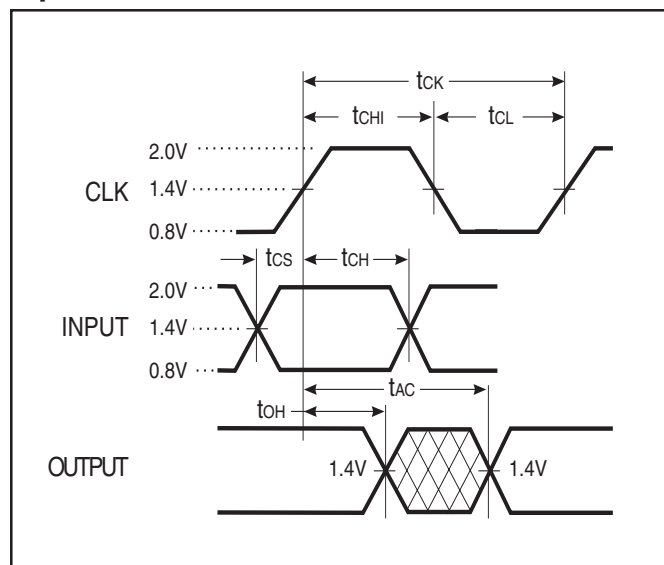 tCK
tCHI tCL
2.0V
CLK 1.4V
0.8V
tCS tCH
2.0V
INPUT 1.4V
0.8V
tAC
tOH
OUTPUT 1.4V 1.4V